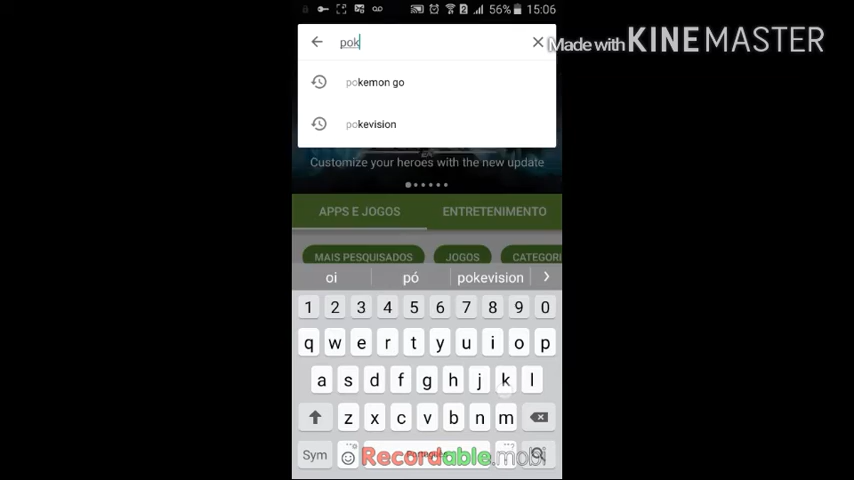 2 56% 15:06
pok
Made with KINEMASTER
pokemon go
pokevision
Customize your heroes with the new update
APPS E JOGOS ENTRETENIMENTO
MAIS PESQUISADOS JOGOS CATEGORI
oi pó pokevision
1 2 3 4 5 6 7 8 9 0
q w e r t y u i o p
a s d f g h j k l
z x c v b n m
Sym Recordable.mobi